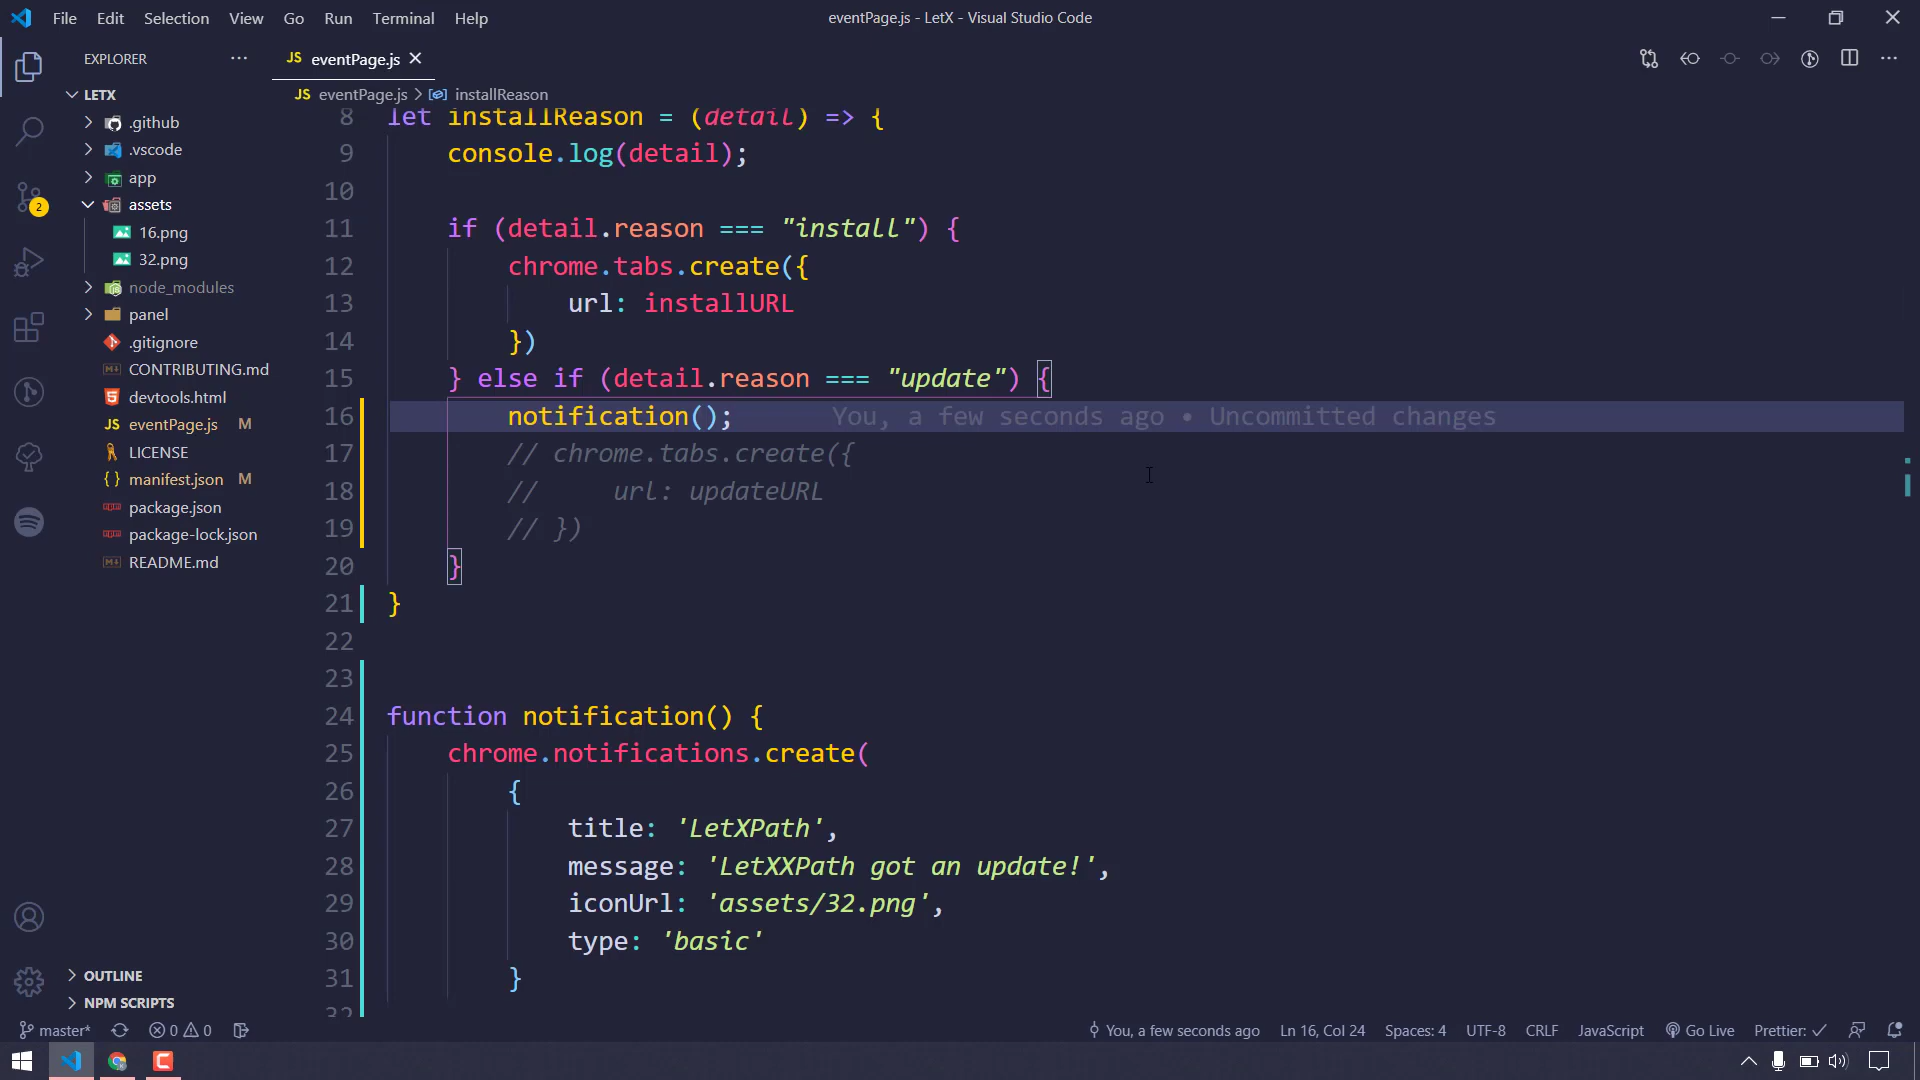 File Edit Selection View Go Run Terminal Help
eventPage.js - LetX - Visual Studio Code
EXPLORER
JS eventPage.js
LETX
JS eventPage.js > installReason
.github
.vscode
app
assets
16.png
32.png
node_modules
panel
.gitignore
CONTRIBUTING.md
devtools.html
JS eventPage.js M
LICENSE
{} manifest.json M
package.json
package-lock.json
README.md
2
8 let installReason = (detail) => {
9 console.log(detail);
10
11 if (detail.reason === "install") {
12 chrome.tabs.create({
13 url: installURL
14 })
15 } else if (detail.reason === "update") {
16 notification(); You, a few seconds ago • Uncommitted changes
17 // chrome.tabs.create({
18 // url: updateURL
19 // })
20 }
21 }
22
23
24 function notification() {
25 chrome.notifications.create(
26 {
27 title: 'LetXPath',
28 message: 'LetXXPath got an update!',
29 iconUrl: 'assets/32.png',
30 type: 'basic'
31 }
32
OUTLINE
NPM SCRIPTS
master* 0 0 You, a few seconds ago Ln 16, Col 24 Spaces: 4 UTF-8 CRLF JavaScript Go Live Prettier: ✓